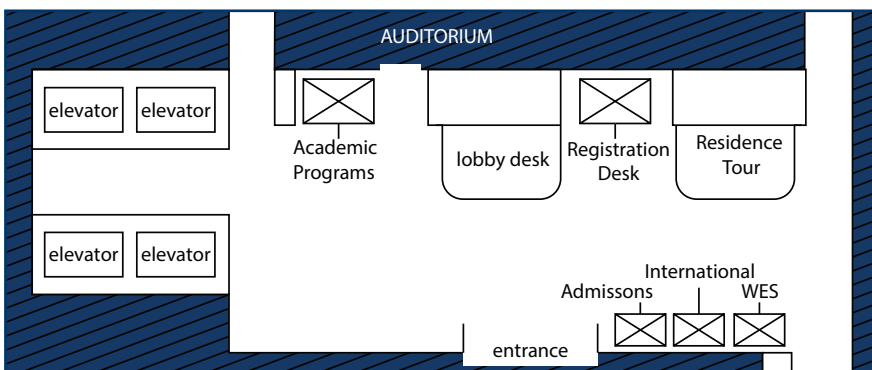 AUDITORIUM
elevator
elevator
Academic
Programs
lobby desk
Registration
Desk
Residence
Tour
elevator
elevator
International
Admissons
WES
entrance